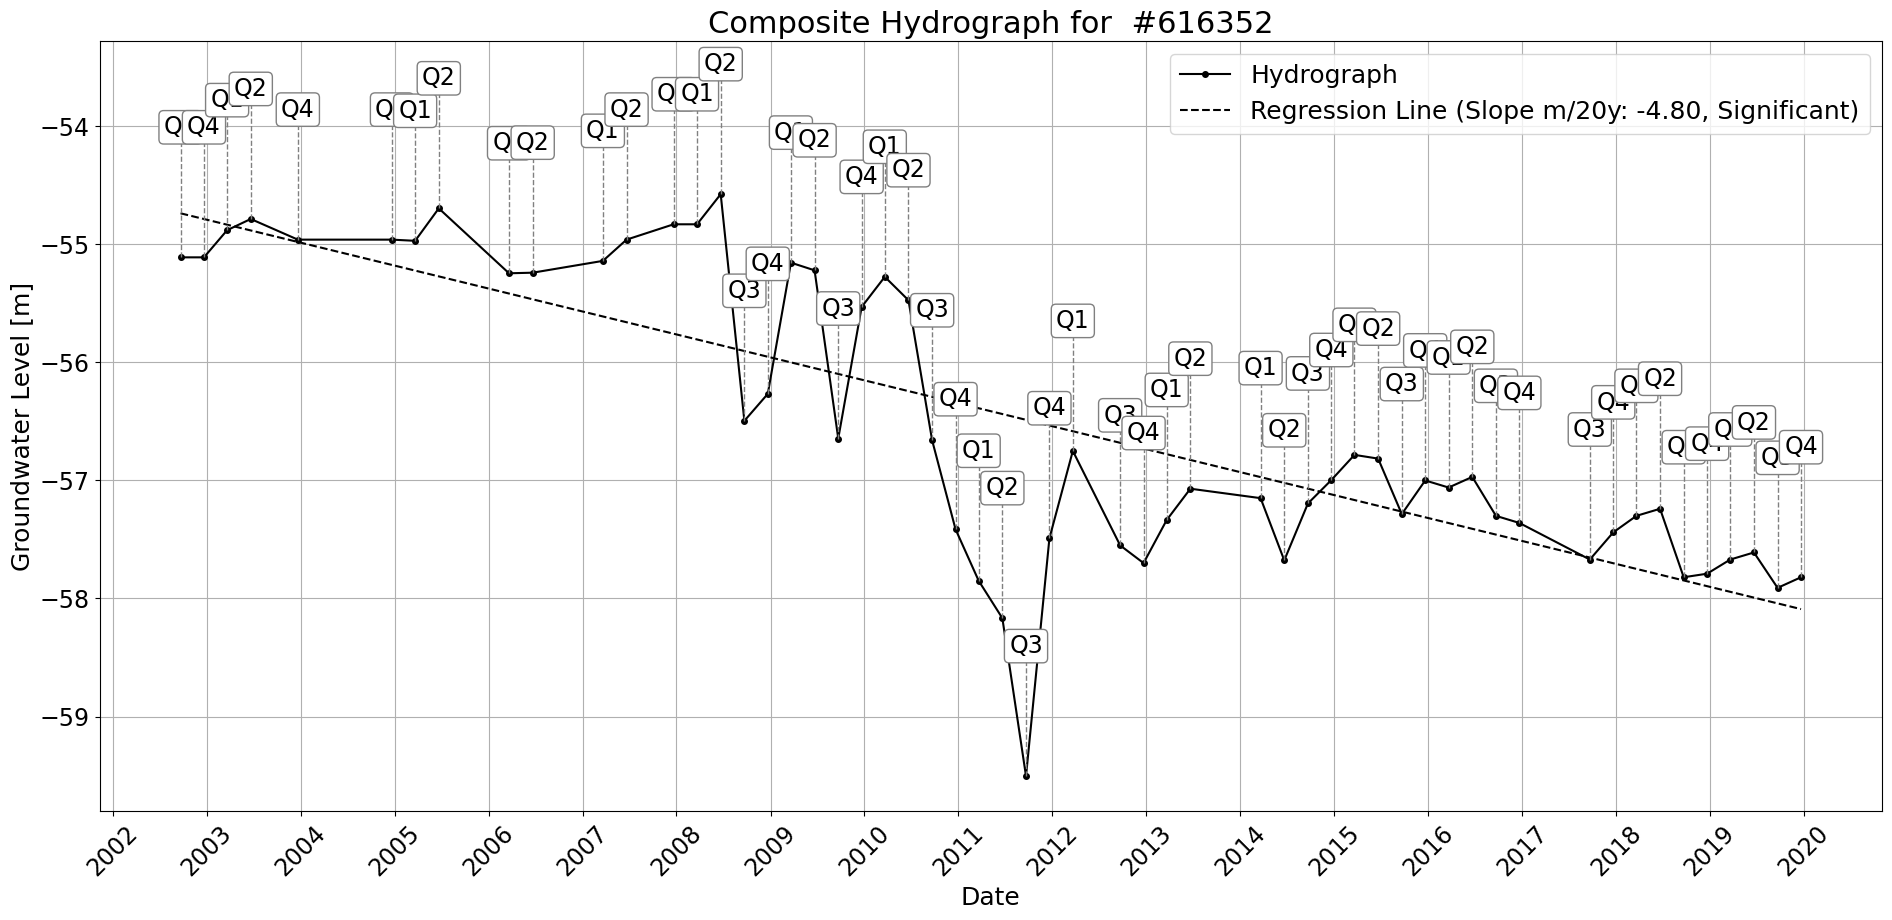 Composite Hydrograph for #616352
Hydrograph
Regression Line (Slope m/20y: -4.80, Significant)
Q2
Q2
Q2
Q1
Q4
Q1
Q2
Q4
Q1
Q2
Q2
Q2
Q1
Q4
Q2
Q4
Q3
Q3
Q3
Q1
Q2
Q2
Q2
Q1
Q2
Q3
Q3
Q1
Q4
Q4
Q4
Q3
Q4
Q4
Q2
Q2
Q3
Q4
Q1
Q4
Q2
Q3
−54
−55
−56
−57
−58
−59
Groundwater Level [m]
2002
2003
2004
2005
2006
2007
2008
2009
2010
2011
2012
2013
2014
2015
2016
2017
2018
2019
2020
Date